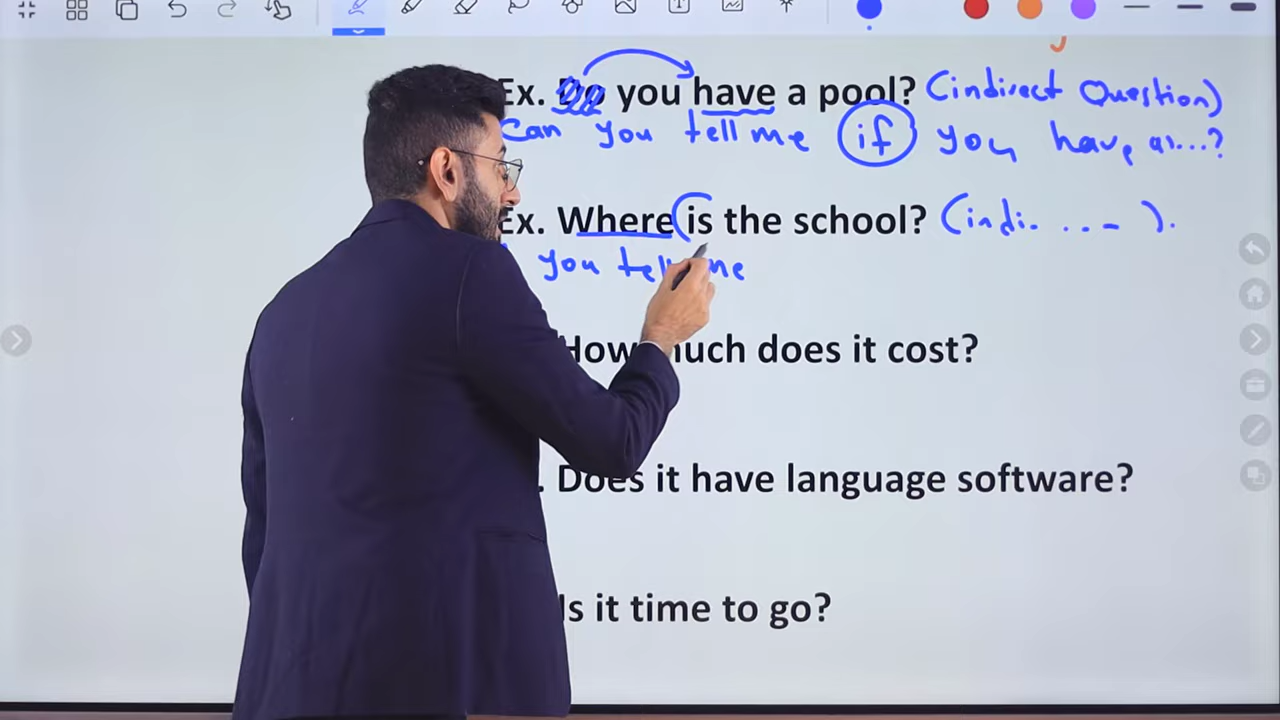 Ex. Do you have a pool? (indirect Question)
Can you tell me if you have a....?
Ex. Where is the school? (indi. ... ).
you tell me
How much does it cost?
. Does it have language software?
Is it time to go?